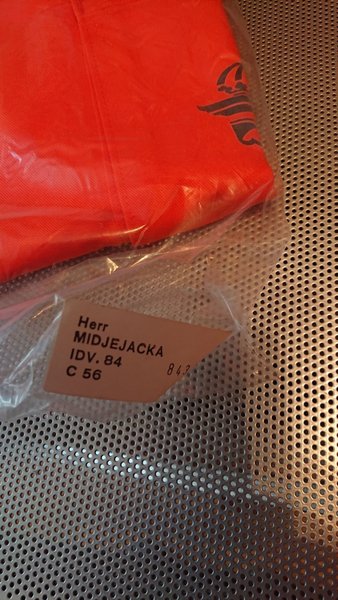 Herr
MIDJEJACKA
IDV. 84
C 56